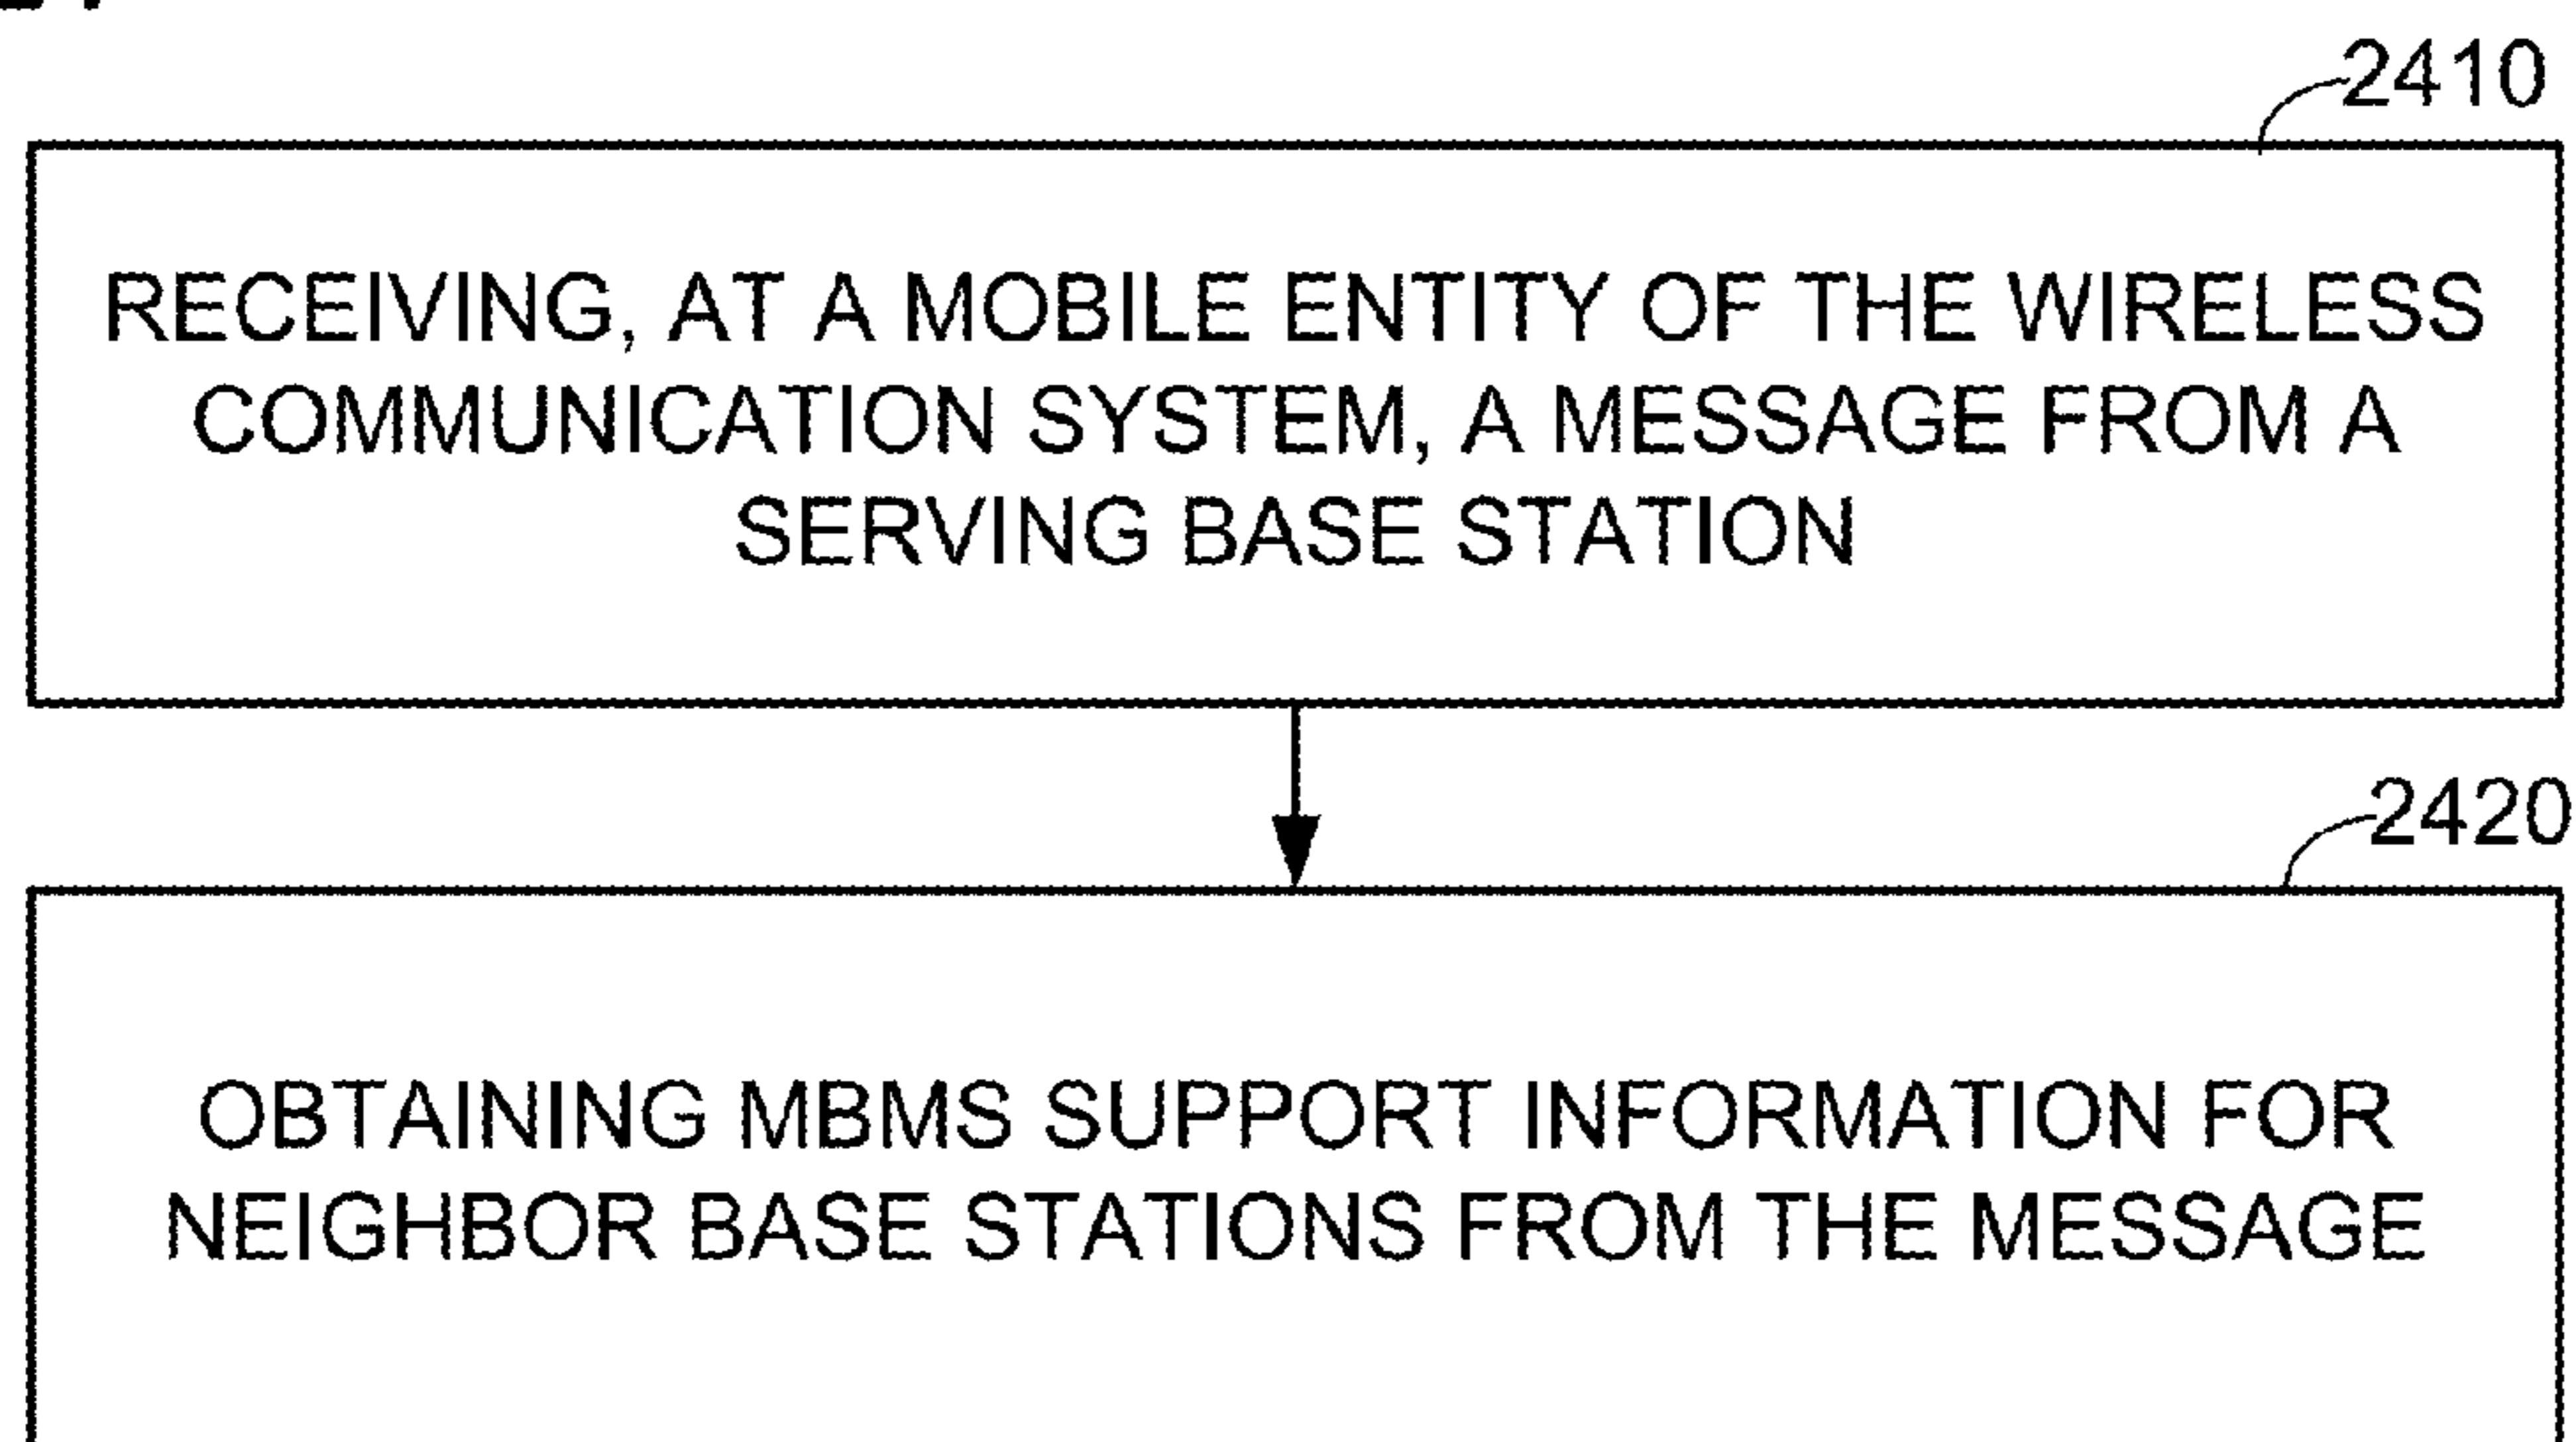 2410
RECEIVING, AT A MOBILE ENTITY OF THE WIRELESS
COMMUNICATION SYSTEM, A MESSAGE FROM A
SERVING BASE STATION
2420
OBTAINING MBMS SUPPORT INFORMATION FOR
NEIGHBOR BASE STATIONS FROM THE MESSAGE